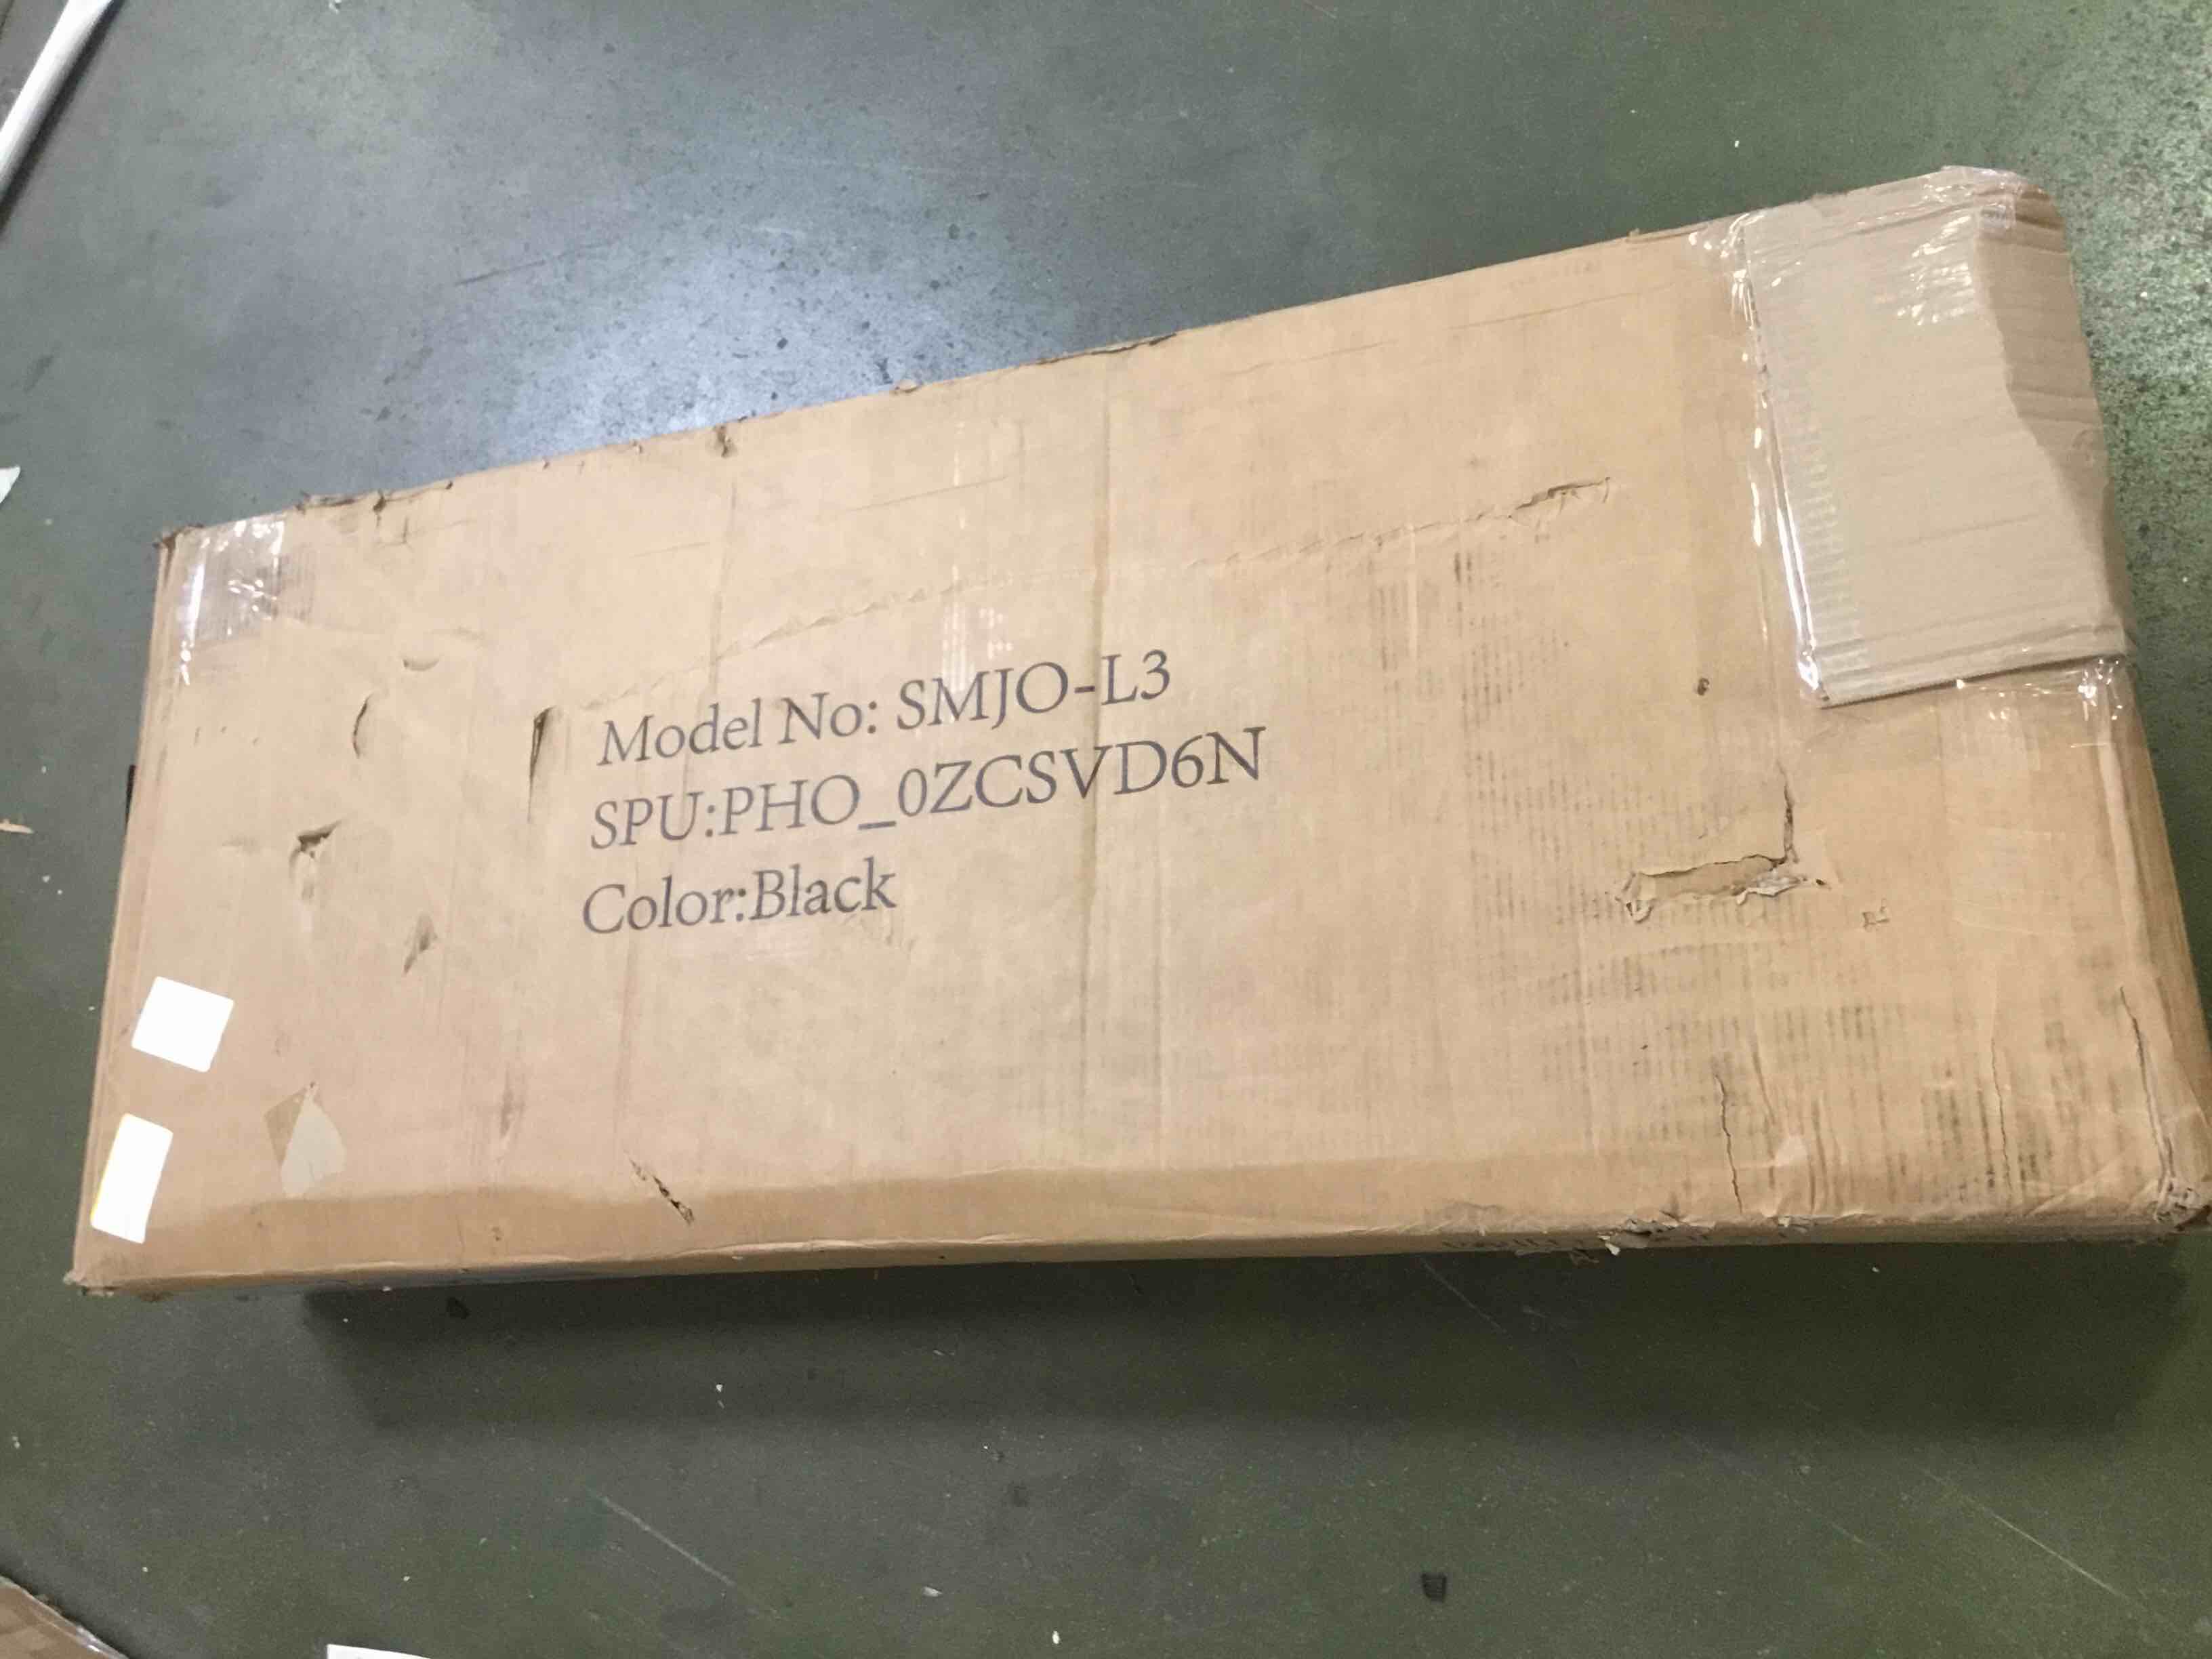 Model No: SMJO-L3
SPU:PHO_0ZCSVD6N
Color:Black